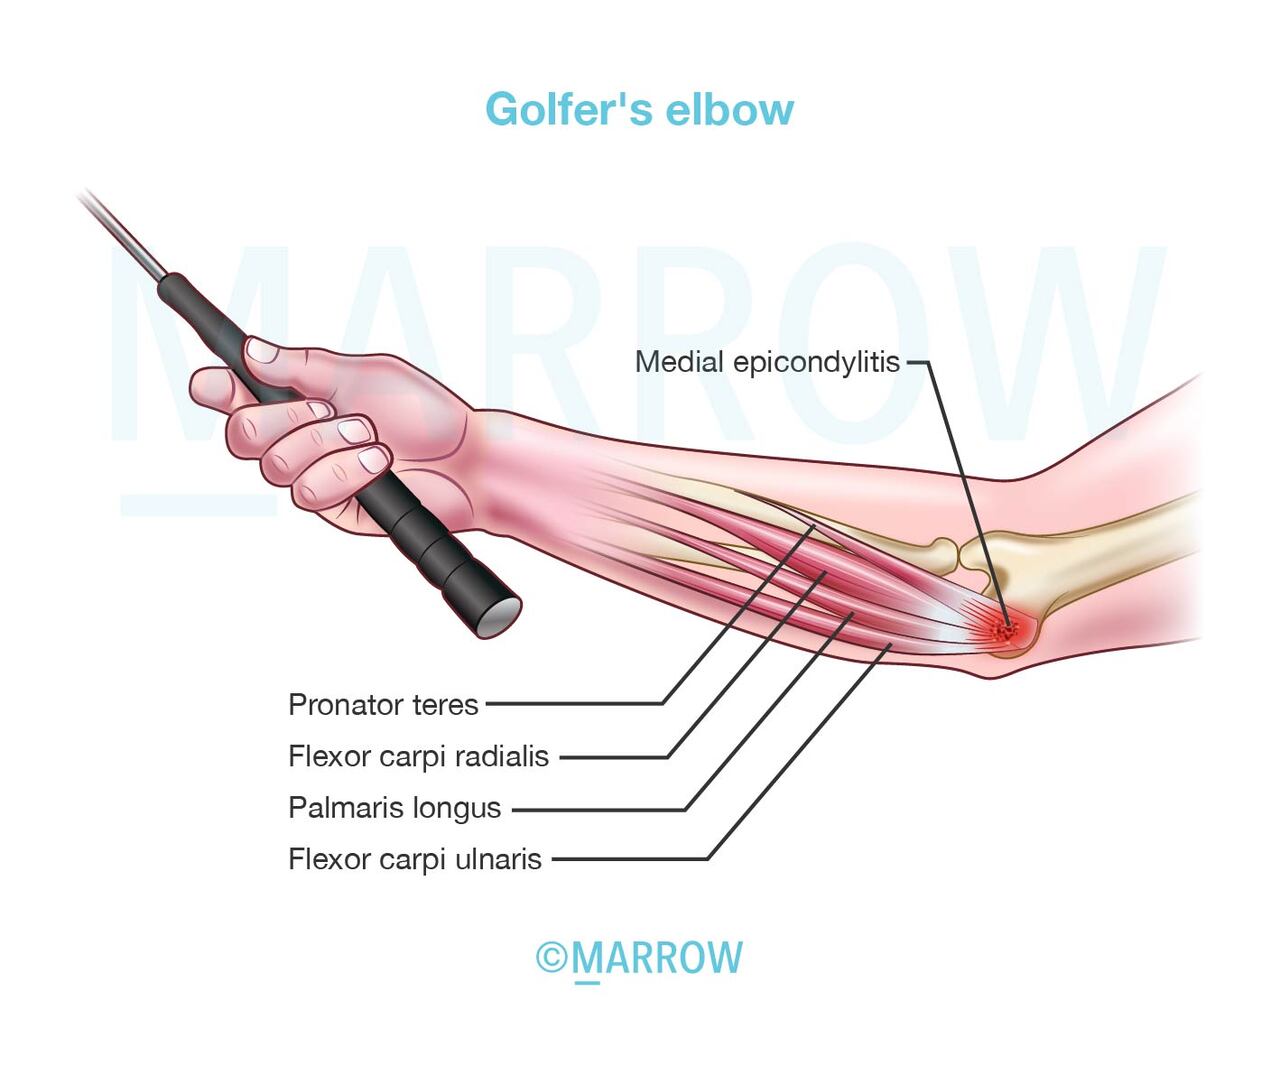 Golfer's elbow
MARROW
Medial epicondylitis
Pronator teres
Flexor carpi radialis
Palmaris longus
Flexor carpi ulnaris
©MARROW